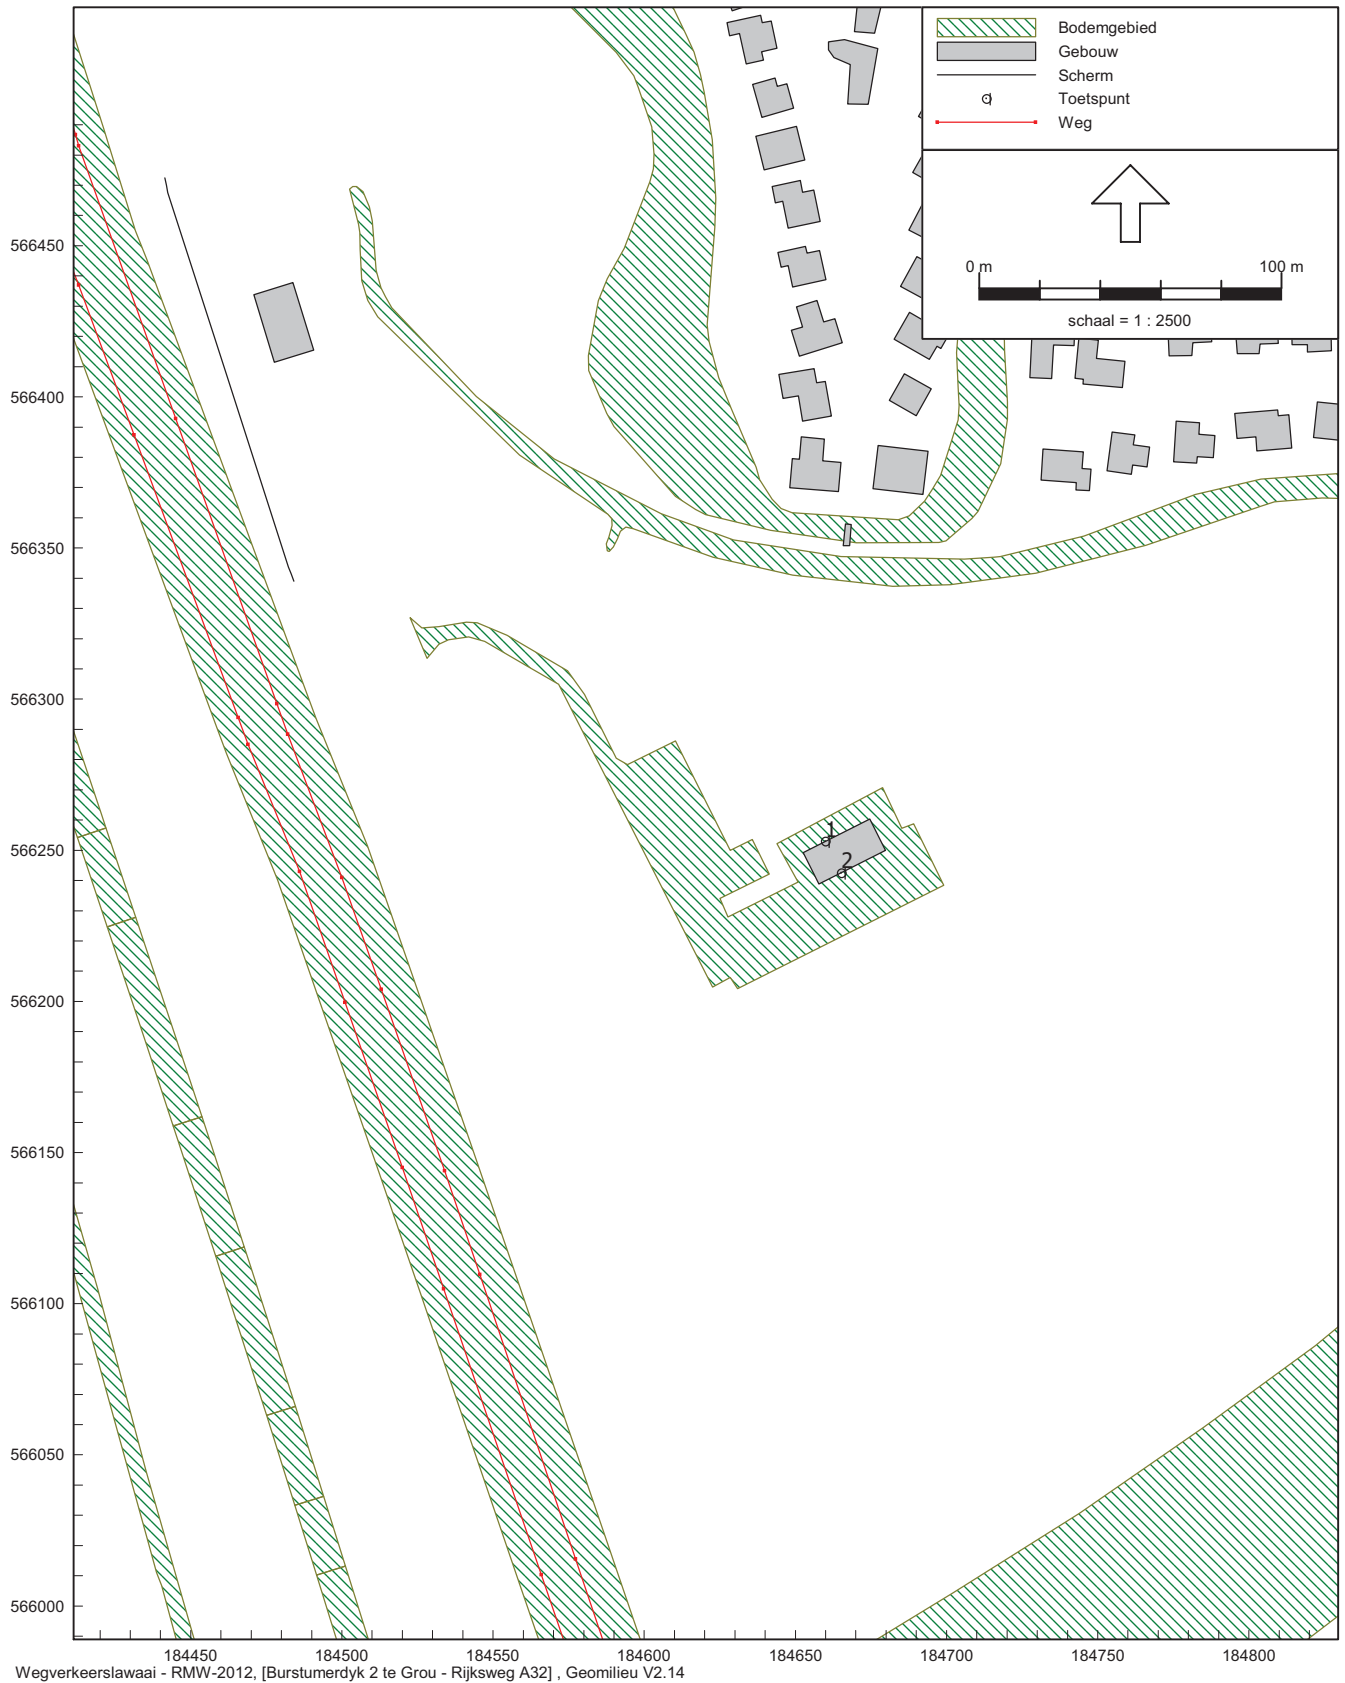 Bodemgebied
Gebouw
Scherm
Toetspunt
Weg
0 m 100 m
schaal = 1 : 2500
566450
566400
566350
566300
566250
566200
566150
566100
566050
566000
1
2
184450 184500 184550 184600 184650 184700 184750 184800
Wegverkeerslawaai - RMW-2012, [Burstumerdyk 2 te Grou - Rijksweg A32] , Geomilieu V2.14